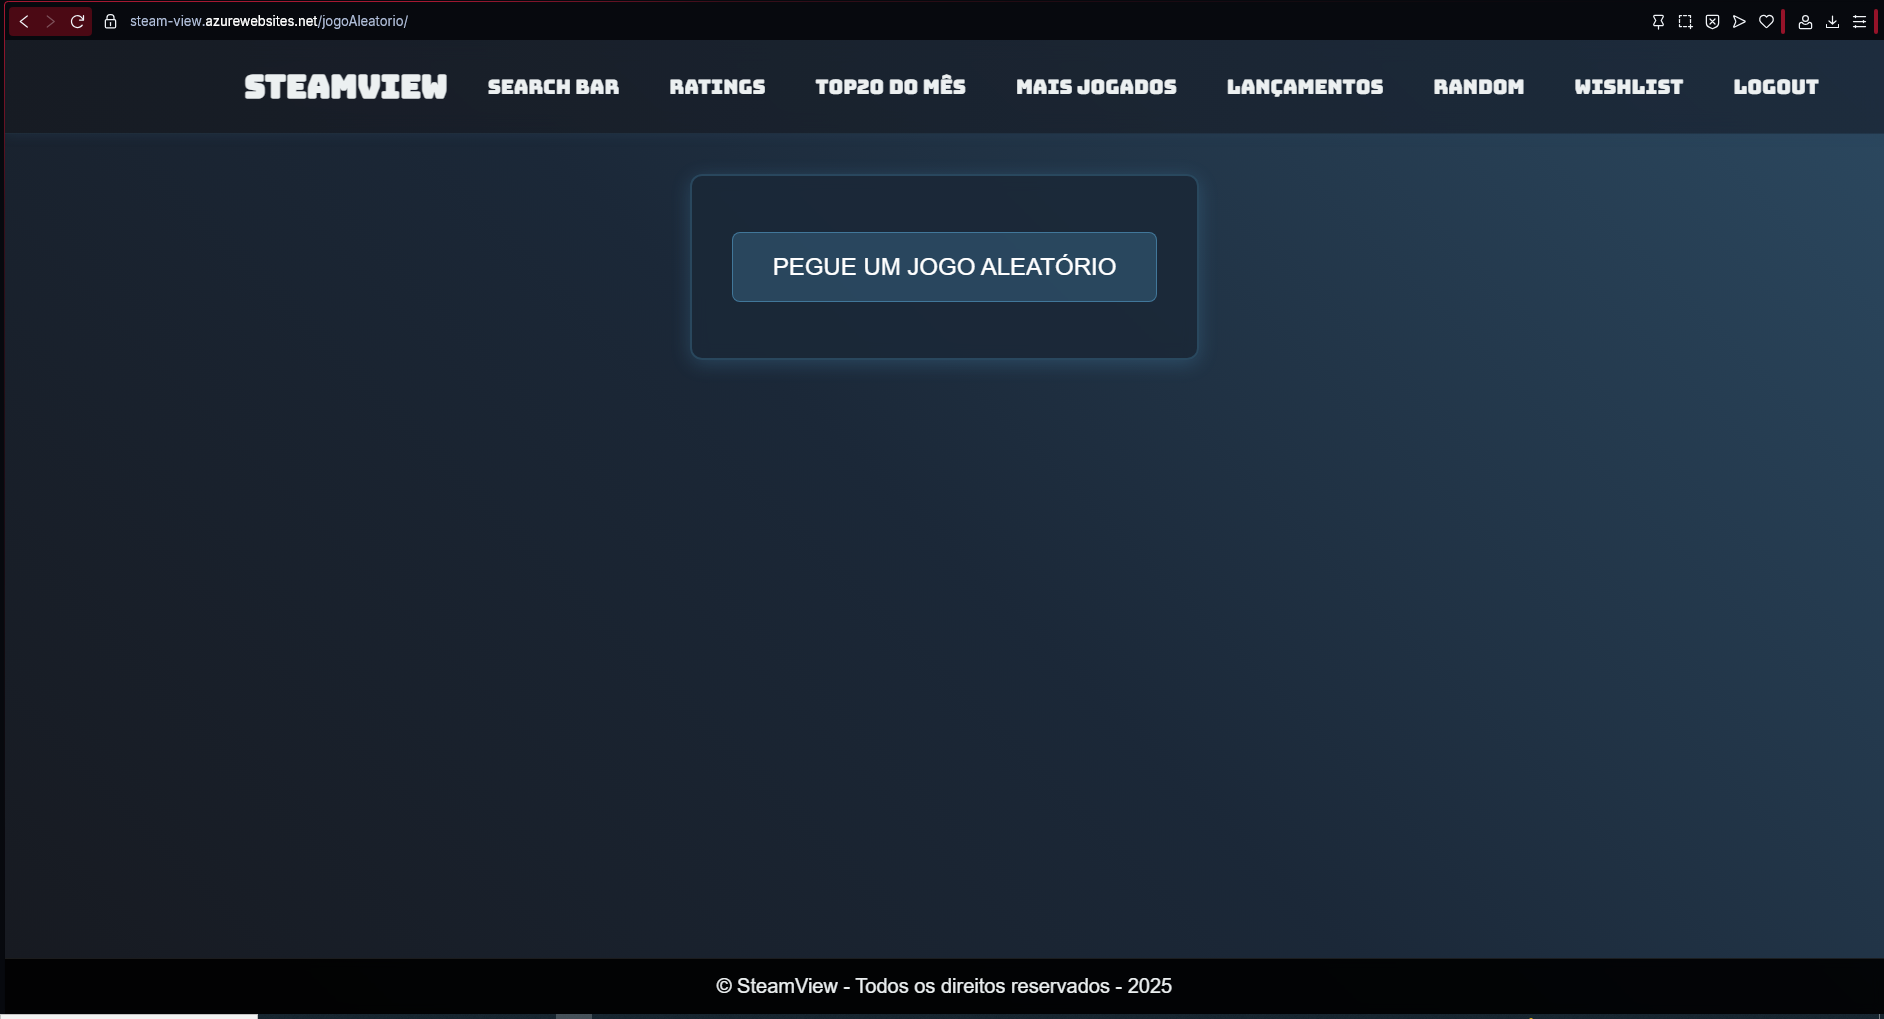 steam-view.azurewebsites.net/jogoAleatorio/
STEAMVIEW SEARCH BAR RATINGS TOP20 DO MÊS MAIS JOGADOS LANÇAMENTOS RANDOM WISHLIST LOGOUT
PEGUE UM JOGO ALEATÓRIO
© SteamView - Todos os direitos reservados - 2025